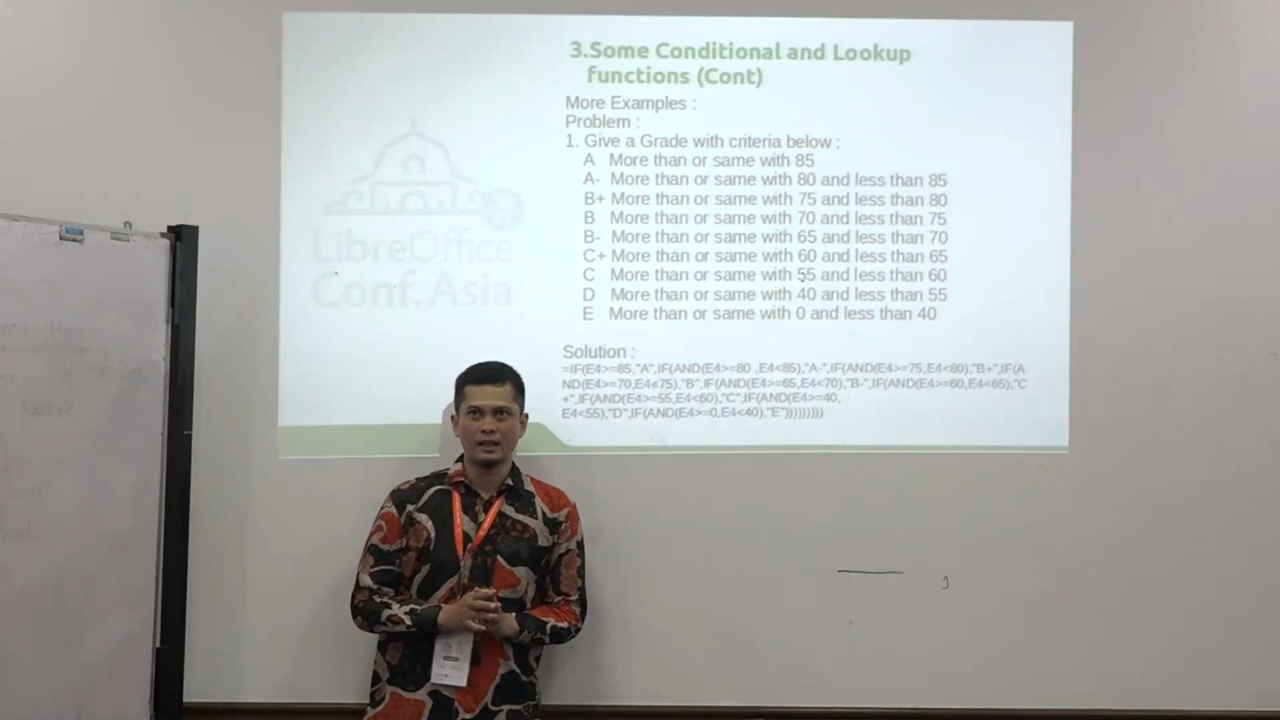 3.Some Conditional and Lookup
functions (Cont)
More Examples :
Problem :
1. Give a Grade with criteria below :
A More than or same with 85
A- More than or same with 80 and less than 85
B+ More than or same with 75 and less than 80
B More than or same with 70 and less than 75
B- More than or same with 65 and less than 70
C+ More than or same with 60 and less than 65
C More than or same with 55 and less than 60
D More than or same with 40 and less than 55
E More than or same with 0 and less than 40
LibreOffice
Conf.Asia
Solution :
=IF(E4>=85,"A",IF(AND(E4>=80 ,E4<85),"A-",IF(AND(E4>=75,E4<80),"B+",IF(A
ND(E4>=70,E4<75),"B",IF(AND(E4>=65,E4<70),"B-",IF(AND(E4>=60,E4<65),"C
+",IF(AND(E4>=55,E4<60),"C",IF(AND(E4>=40,
E4<55),"D",IF(AND(E4>=0,E4<40),"E")))))))))